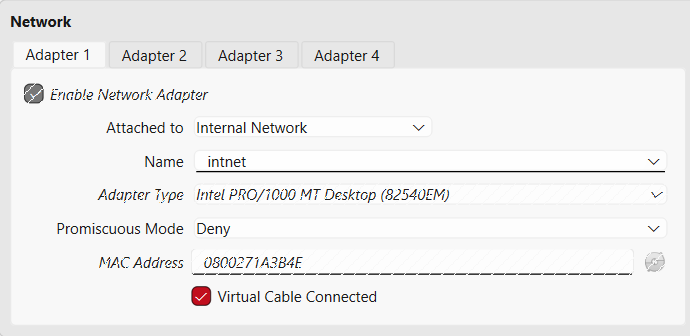 Network
Adapter 1 Adapter 2 Adapter 3 Adapter 4
Enable Network Adapter
Attached to Internal Network
Name intnet
Adapter Type Intel PRO/1000 MT Desktop (82540EM)
Promiscuous Mode Deny
MAC Address 0800271A3B4E
Virtual Cable Connected